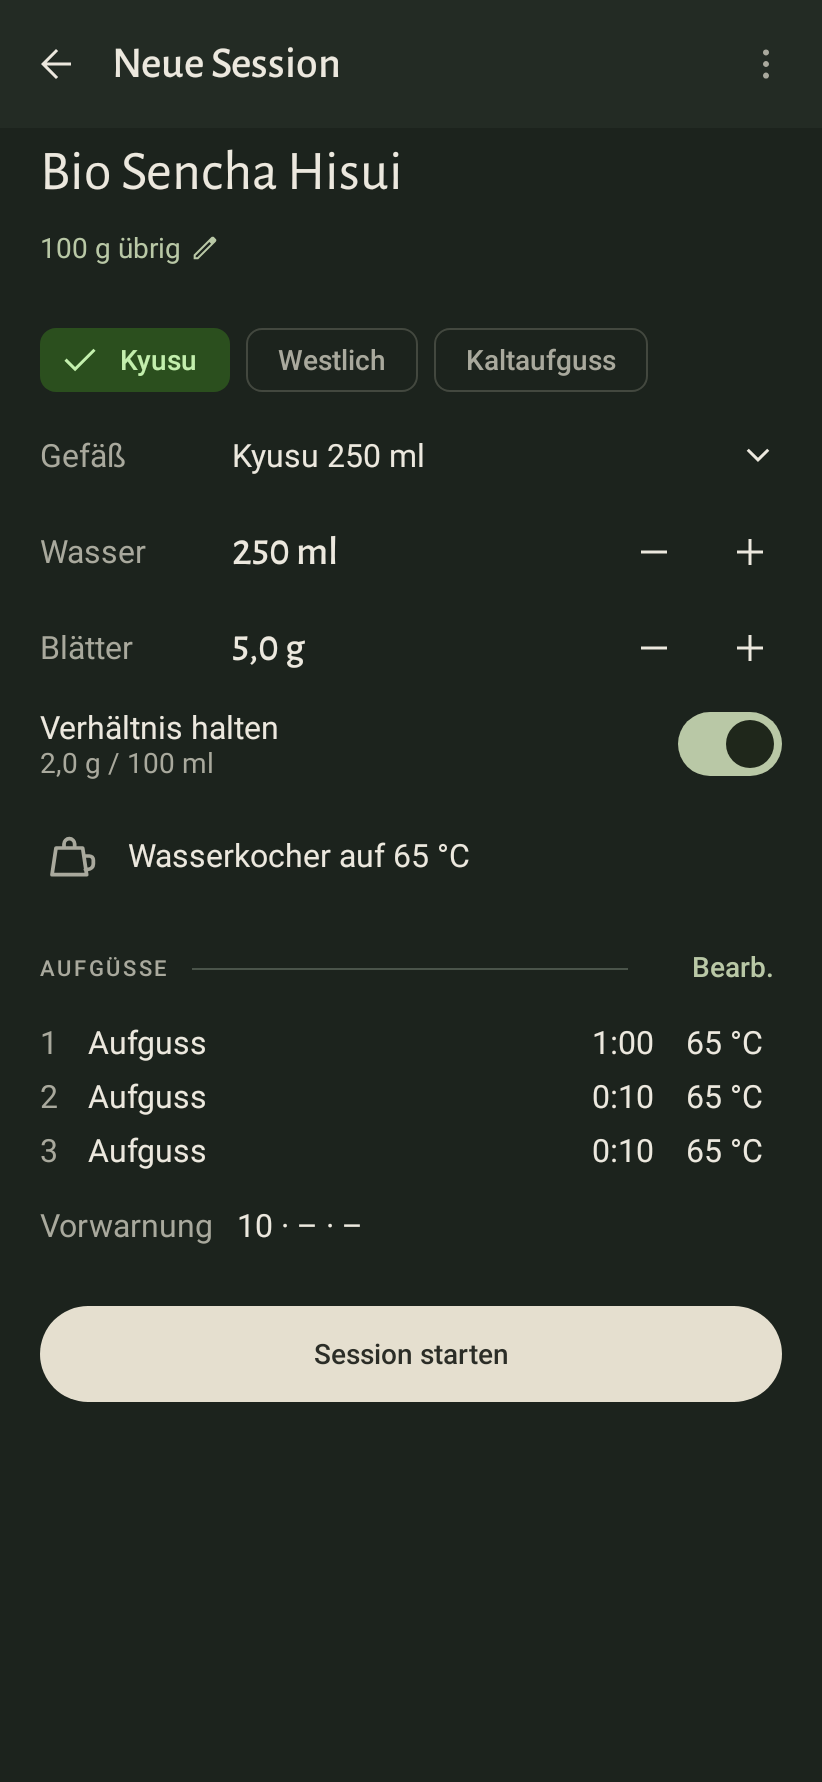 Neue Session
Bio Sencha Hisui
100 g übrig
Kyusu Westlich Kaltaufguss
Gefäß Kyusu 250 ml
Wasser 250 ml
Blätter 5,0 g
Verhältnis halten
2,0 g / 100 ml
Wasserkocher auf 65 °C
AUFGÜSSE Bearb.
1 Aufguss 1:00 65 °C
2 Aufguss 0:10 65 °C
3 Aufguss 0:10 65 °C
Vorwarnung 10 · – · –
Session starten